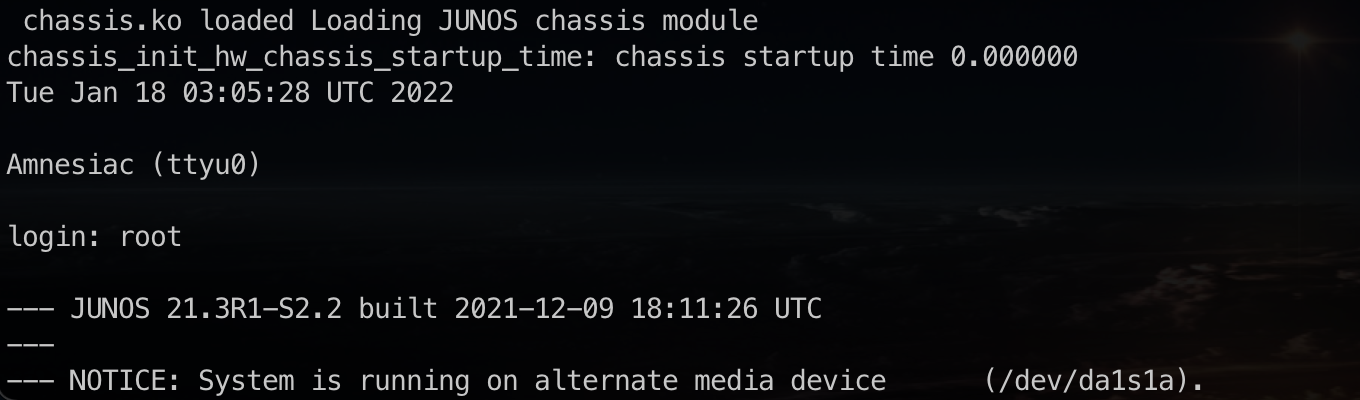 chassis.ko loaded Loading JUNOS chassis module
chassis_init_hw_chassis_startup_time: chassis startup time 0.000000
Tue Jan 18 03:05:28 UTC 2022
Amnesiac (ttyu0)
login: root
--- JUNOS 21.3R1-S2.2 built 2021-12-09 18:11:26 UTC
---
--- NOTICE: System is running on alternate media device      (/dev/da1s1a).